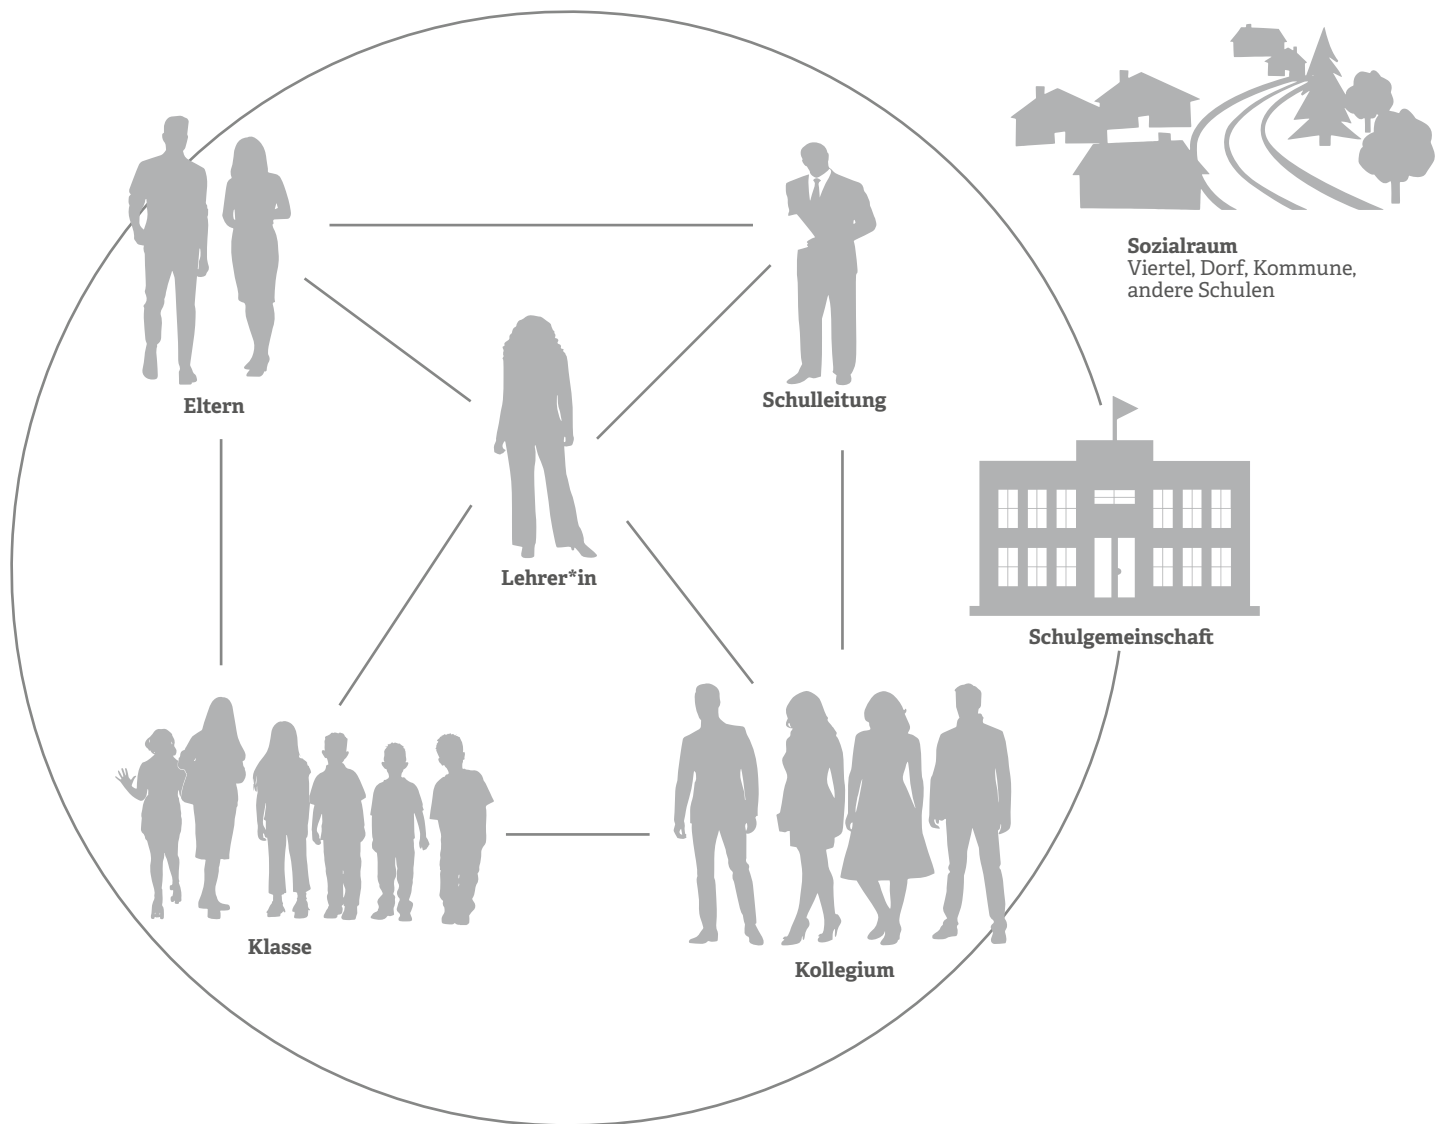 Sozialraum
Viertel, Dorf, Kommune,
andere Schulen
Eltern
Schulleitung
Lehrer*in
Schulgemeinschaft
Klasse
Kollegium